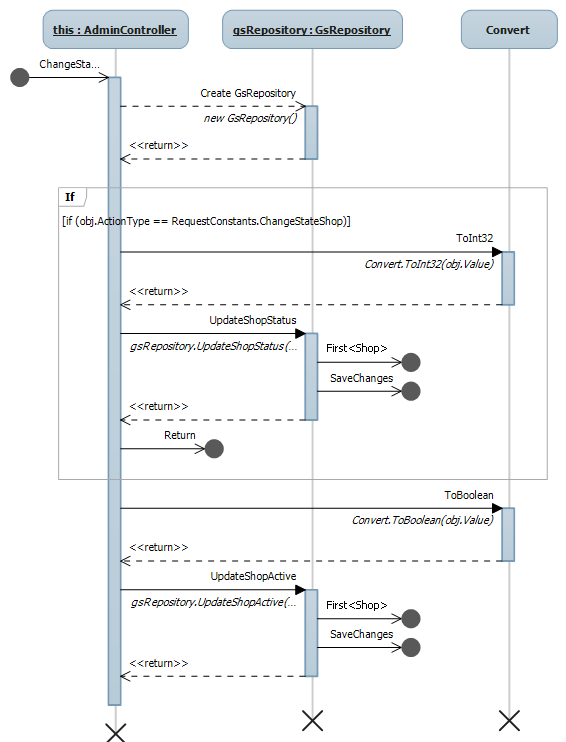 this : AdminController
gsRepository : GsRepository
Convert
ChangeSta...
Create GsRepository
new GsRepository()
<<return>>
If
[if (obj.ActionType == RequestConstants.ChangeStateShop)]
ToInt32
Convert.ToInt32(obj.Value)
<<return>>
UpdateShopStatus
gsRepository.UpdateShopStatus(...
First<Shop>
SaveChanges
<<return>>
Return
ToBoolean
Convert.ToBoolean(obj.Value)
<<return>>
UpdateShopActive
gsRepository.UpdateShopActive(...
First<Shop>
SaveChanges
<<return>>